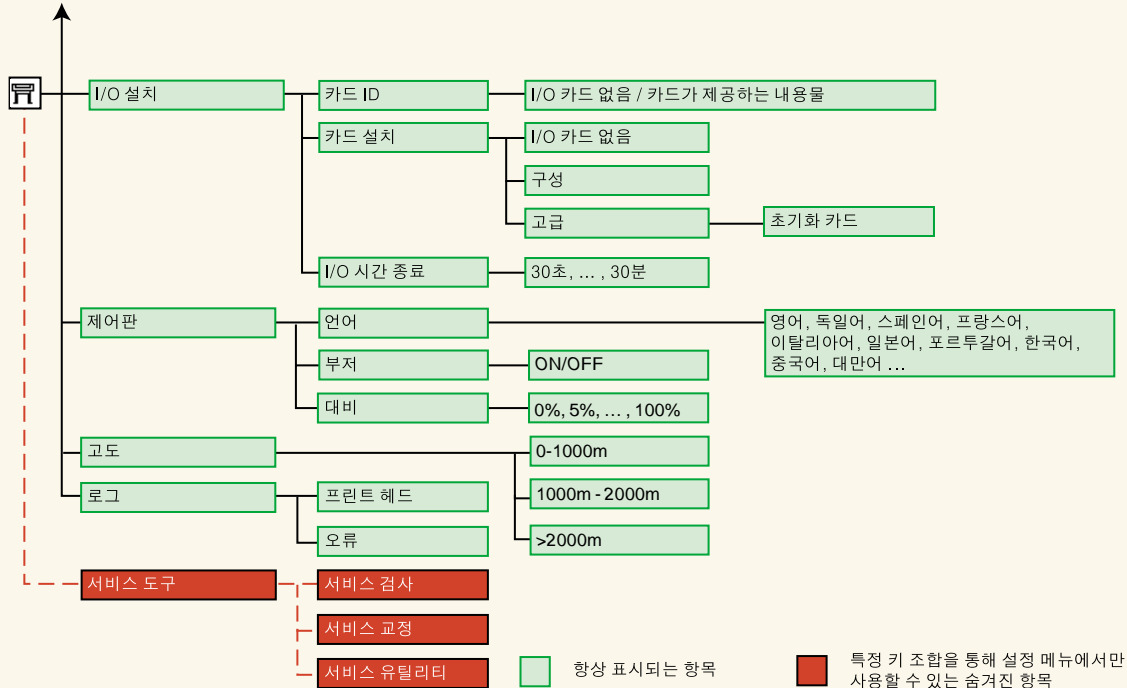 I/O 설치
카드 ID
I/O 카드 없음 / 카드가 제공하는 내용물
카드 설치
I/O 카드 없음
구성
고급
초기화 카드
I/O 시간 종료
30초, ... , 30분
제어판
언어
영어, 독일어, 스페인어, 프랑스어,
이탈리아어, 일본어, 포르투갈어, 한국어,
중국어, 대만어 ...
부저
ON/OFF
대비
0%, 5%, ... , 100%
고도
0-1000m
1000m - 2000m
>2000m
로그
프린트 헤드
오류
서비스 도구
서비스 검사
서비스 교정
서비스 유틸리티
항상 표시되는 항목
특정 키 조합을 통해 설정 메뉴에서만
사용할 수 있는 숨겨진 항목